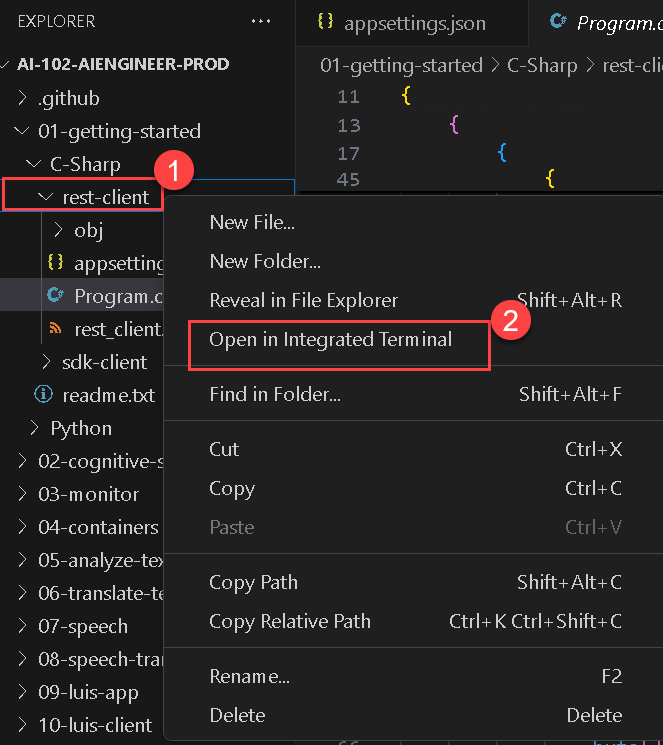 EXPLORER
AI-102-AIENGINEER-PROD
.github
01-getting-started
C-Sharp
1
rest-client
obj
appsetting
Program.c
rest_client.
sdk-client
readme.txt
Python
02-cognitive-s
03-monitor
04-containers
05-analyze-tex
06-translate-te
07-speech
08-speech-tran
09-luis-app
10-luis-client
appsettings.json
Program.c
01-getting-started > C-Sharp > rest-cli
11 {
13 {
17 {
45 {
New File...
New Folder...
Reveal in File Explorer Shift+Alt+R
2
Open in Integrated Terminal
Find in Folder... Shift+Alt+F
Cut Ctrl+X
Copy Ctrl+C
Paste Ctrl+V
Copy Path Shift+Alt+C
Copy Relative Path Ctrl+K Ctrl+Shift+C
Rename... F2
Delete Delete